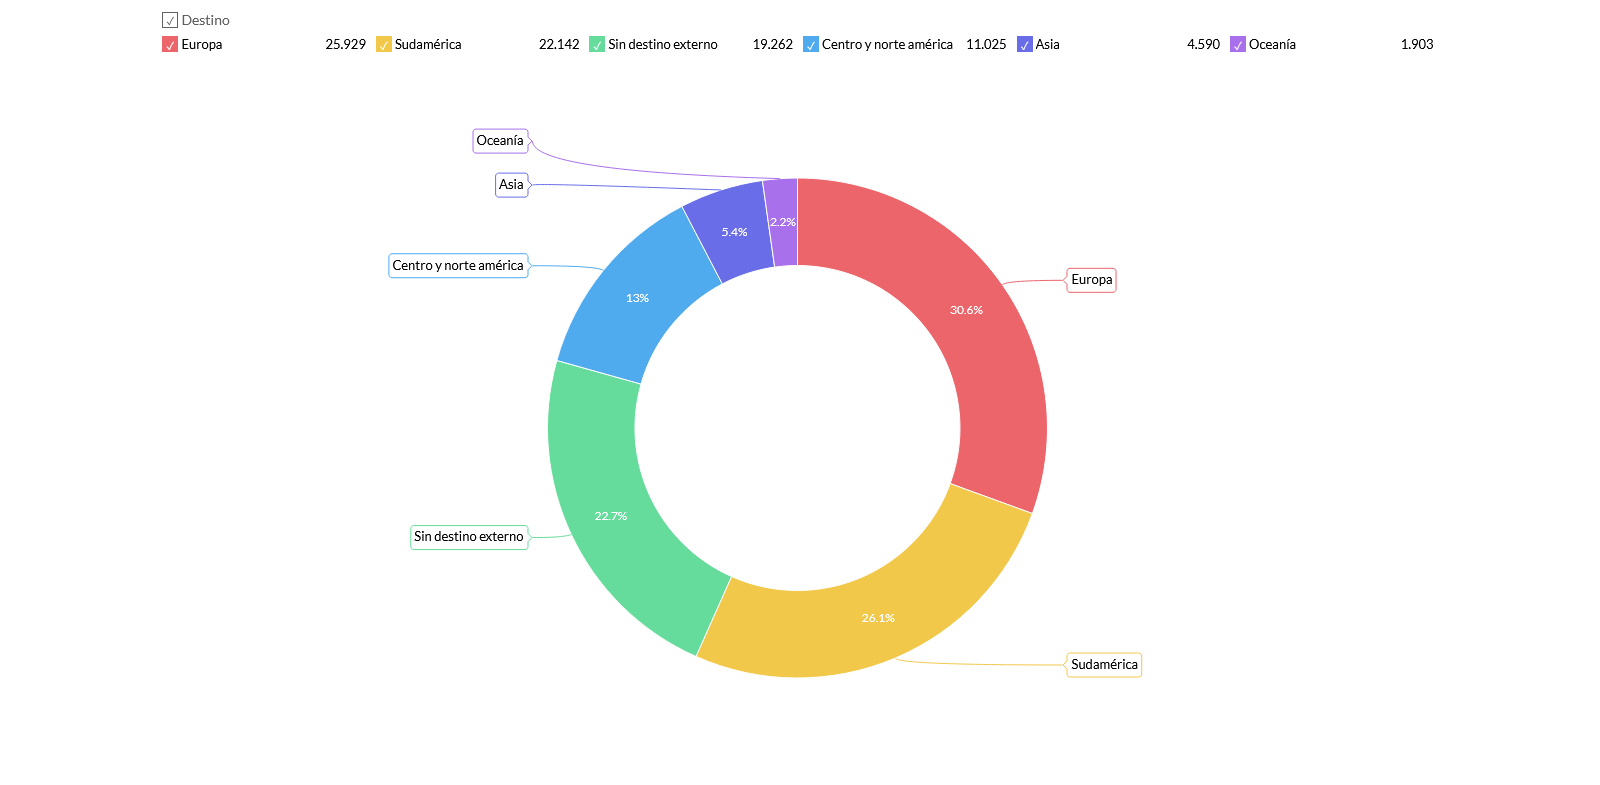 Destino
Europa 25.929 Sudamérica 22.142 Sin destino externo 19.262 Centro y norte américa 11.025 Asia 4.590 Oceanía 1.903
Oceanía
Asia
2.2%
5.4%
Centro y norte américa
Europa
13%
30.6%
22.7%
Sin destino externo
26.1%
Sudamérica